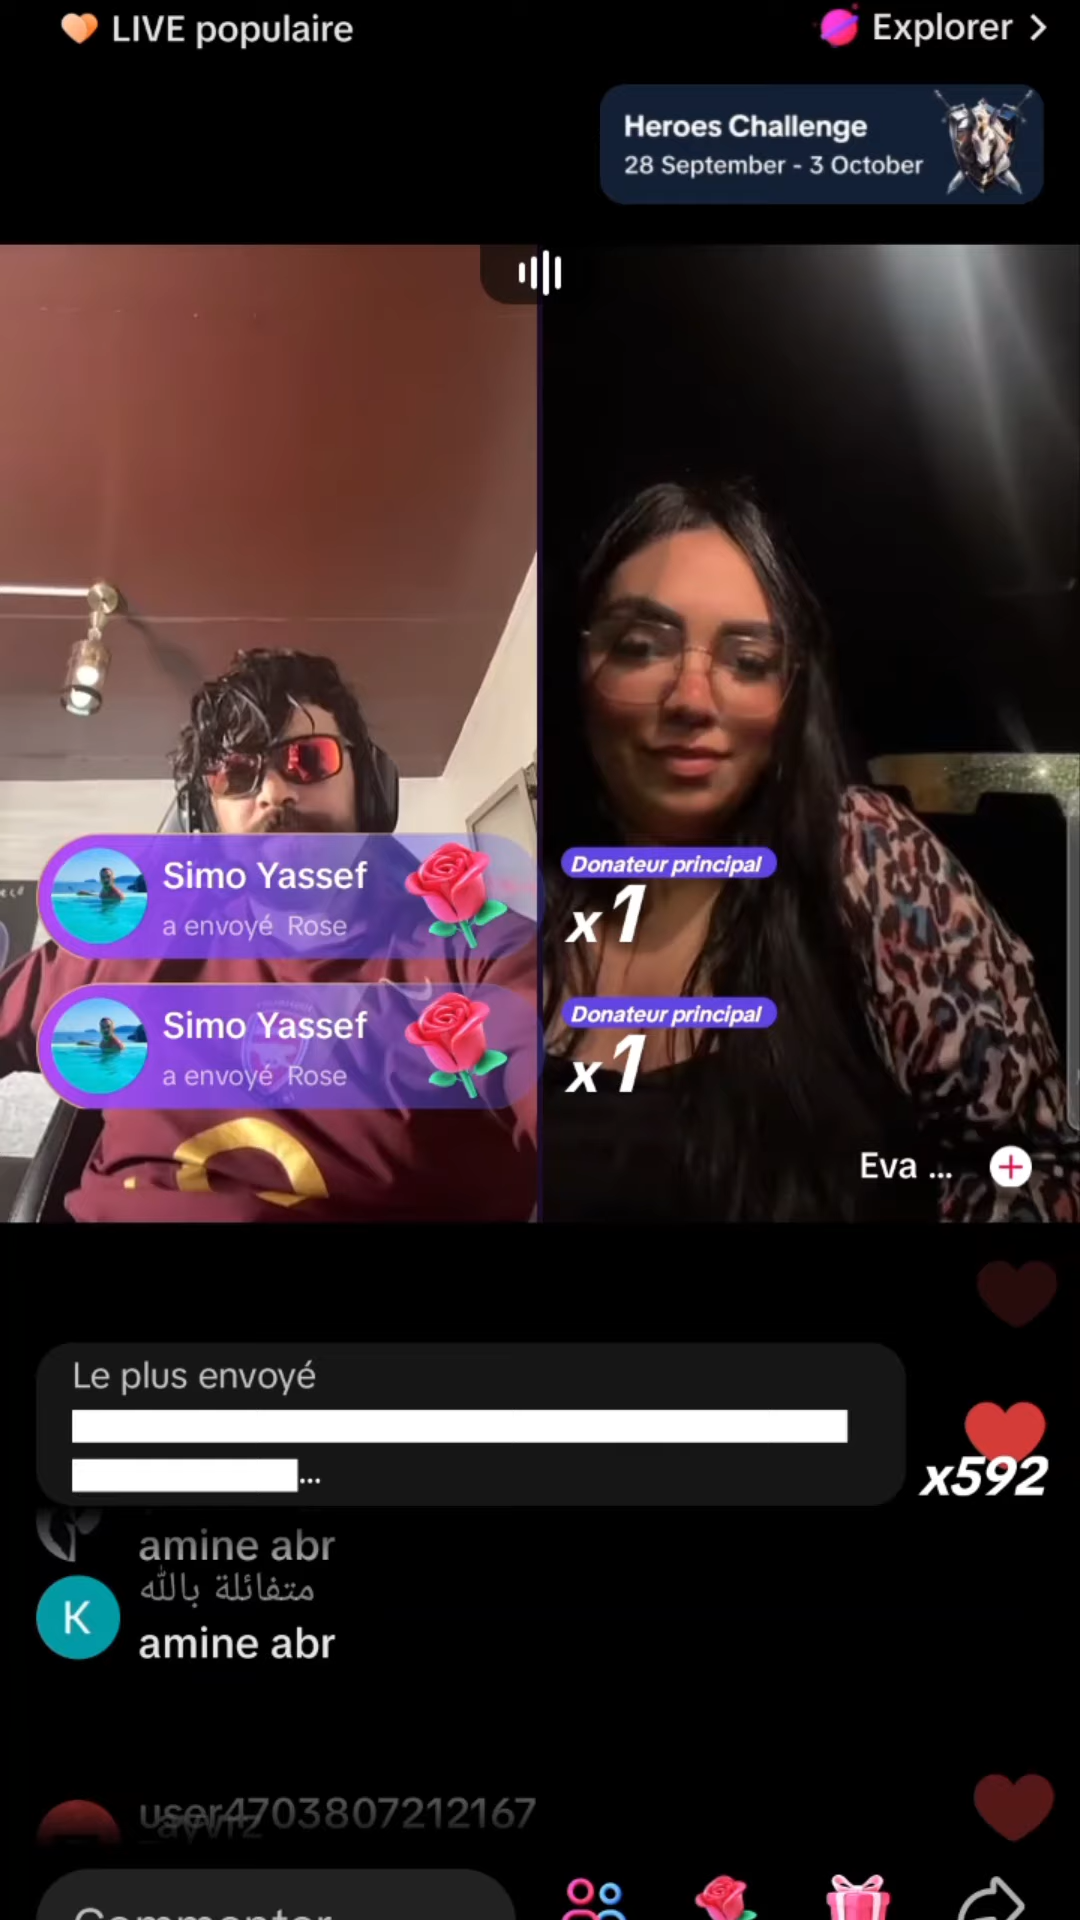 LIVE populaire
Explorer
Heroes Challenge
28 September - 3 October
Simo Yassef
a envoyé Rose
Donateur principal
x1
Simo Yassef
a envoyé Rose
Donateur principal
x1
Eva ...
Le plus envoyé
...
x592
amine abr
متفائلة بالله
K
amine abr
user4703807212167
Commenter